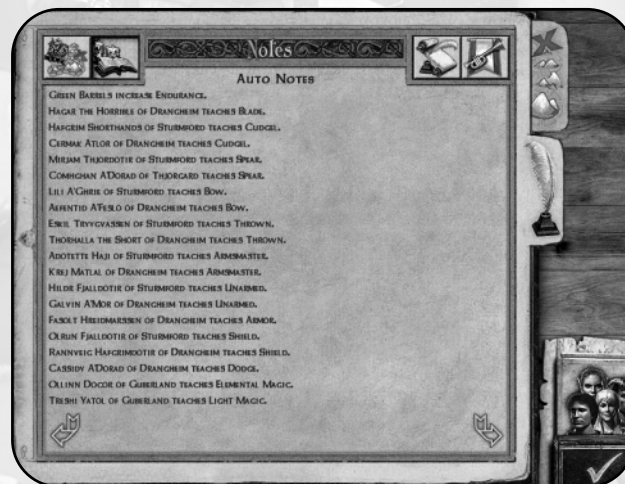 Notes
Auto Notes
Green Barrels increase Endurance.
Hagar the Horrible of Drangheim teaches Blade.
Hafgrim Shorthands of Sturmford teaches Cudgel.
Cermak Atlor of Drangheim teaches Cudgel.
Mirjam Thjordotir of Sturmford teaches Spear.
Comhghan A'Dorad of Thjorgard teaches Spear.
Lili A'Ghrie of Sturmford teaches Bow.
Aefentid A'Feslo of Drangheim teaches Bow.
Eskil Tryvgvassen of Sturmford teaches Thrown.
Thorhalla the Short of Drangheim teaches Thrown.
Adotette Haji of Sturmford teaches Armsmaster.
Krej Matlal of Drangheim teaches Armsmaster.
Hildr Fjalldotir of Sturmford teaches Unarmed.
Galvin A'Mor of Drangheim teaches Unarmed.
Fasolt Hreidmarssen of Drangheim teaches Armor.
Olrun Fjalldotir of Sturmford teaches Shield.
Rannveig Hafgrimdotir of Drangheim teaches Shield.
Cassidy A'Dorad of Drangheim teaches Dodge.
Ollinn Docor of Guberland teaches Elemental Magic.
Treshi Yatol of Guberland teaches Light Magic.